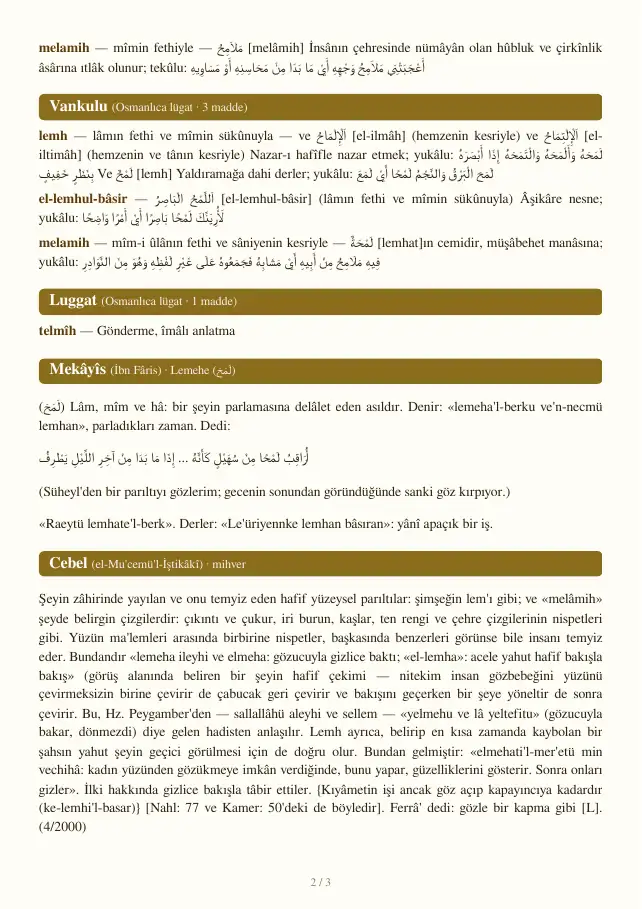 melamih — mîmin fethiyle — مَلَامِحُ [melâmih] İnsânın çehresinde nümâyân olan hûbluk ve çirkînlik
âsârına ıtlâk olunur; tekûlu: أَعْجَبَتْنِي مَلَامِحُ وَجْهِهِ أَيْ مَا بَدَا مِنْ مَحَاسِنِهِ أَوْ مَسَاوِيهِ
Vankulu (Osmanlıca lügat · 3 madde)
lemh — lâmın fethi ve mîmin sükûnuyla — ve اَلْإِلْمَاحُ [el-ilmâh] (hemzenin kesriyle) ve اَلْإِلْتِمَاحُ [el-
iltimâh] (hemzenin ve tânın kesriyle) Nazar-ı hafîfle nazar etmek; yukâlu: لَمَحَهُ وَأَلْمَحَهُ وَالْتَمَحَهُ إِذَا أَبْصَرَهُ
بِنَظَرٍ خَفِيفٍ Ve لَمْحٌ [lemh] Yaldıramağa dahi derler; yukâlu: لَمَحَ الْبَرْقُ وَالنَّجْمُ لَمْحًا أَيْ لَمَعَ
el-lemhul-bâsir — اَللَّمْحُ الْبَاصِرُ [el-lemhul-bâsir] (lâmın fethi ve mîmin sükûnuyla) Âşikâre nesne;
yukâlu: لَأُرِيَنَّكَ لَمْحًا بَاصِرًا أَيْ أَمْرًا وَاضِحًا
melamih — mîm-i ûlânın fethi ve sâniyenin kesriyle — لَمْحَةٌ [lemhat]ın cemidir, müşâbehet manâsına;
yukâlu: فِيهِ مَلَامِحُ مِنْ أَبِيهِ أَيْ مَشَابِهُ فَجَمَعُوهُ عَلَى غَيْرِ لَفْظِهِ وَهُوَ مِنَ النَّوَادِرِ
Luggat (Osmanlıca lügat · 1 madde)
telmîh — Gönderme, îmâlı anlatma
Mekâyîs (İbn Fâris) · Lemehe (لَمَحَ)
(لَمَحَ) Lâm, mîm ve hâ: bir şeyin parlamasına delâlet eden asıldır. Denir: «lemeha'l-berku ve'n-necmü
lemhan», parladıkları zaman. Dedi:
أُرَاقِبُ لَمْحًا مِنْ سُهَيْلٍ كَأَنَّهُ ... إِذَا مَا بَدَا مِنْ آخِرِ اللَّيْلِ يَطْرِفُ
(Süheyl'den bir parıltıyı gözlerim; gecenin sonundan göründüğünde sanki göz kırpıyor.)
«Raeytü lemhate'l-berk». Derler: «Le'üriyennke lemhan bâsıran»: yânî apaçık bir iş.
Cebel (el-Mu'cemü'l-İştikâkî) · mihver
Şeyin zâhirinde yayılan ve onu temyiz eden hafif yüzeysel parıltılar: şimşeğin lem'ı gibi; ve «melâmih»
şeyde belirgin çizgilerdir: çıkıntı ve çukur, iri burun, kaşlar, ten rengi ve çehre çizgilerinin nispetleri
gibi. Yüzün ma'lemleri arasında birbirine nispetler, başkasında benzerleri görünse bile insanı temyiz
eder. Bundandır «lemeha ileyhi ve elmeha: gözucuyla gizlice baktı; «el-lemha»: acele yahut hafif bakışla
bakış» (görüş alanında beliren bir şeyin hafif çekimi — nitekim insan gözbebeğini yüzünü
çevirmeksizin birine çevirir de çabucak geri çevirir ve bakışını geçerken bir şeye yöneltir de sonra
çevirir. Bu, Hz. Peygamber'den — sallallâhü aleyhi ve sellem — «yelmehu ve lâ yeltefitu» (gözucuyla
bakar, dönmezdi) diye gelen hadisten anlaşılır. Lemh ayrıca, belirip en kısa zamanda kaybolan bir
şahsın yahut şeyin geçici görülmesi için de doğru olur. Bundan gelmiştir: «elmehati'l-mer'etü min
vechihâ: kadın yüzünden gözükmeye imkân verdiğinde, bunu yapar, güzelliklerini gösterir. Sonra onları
gizler». İlki hakkında gizlice bakışla tâbir ettiler. {Kıyâmetin işi ancak göz açıp kapayıncıya kadardır
(ke-lemhi'l-basar)} [Nahl: 77 ve Kamer: 50'deki de böyledir]. Ferrâ' dedi: gözle bir kapma gibi [L].
(4/2000)
2 / 3